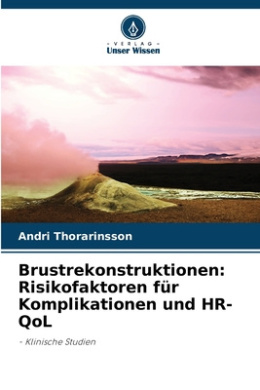 - VERLAG -
Unser Wissen
Andri Thorarinsson
Brustrekonstruktionen:
Risikofaktoren für
Komplikationen und HR-
QoL
- Klinische Studien